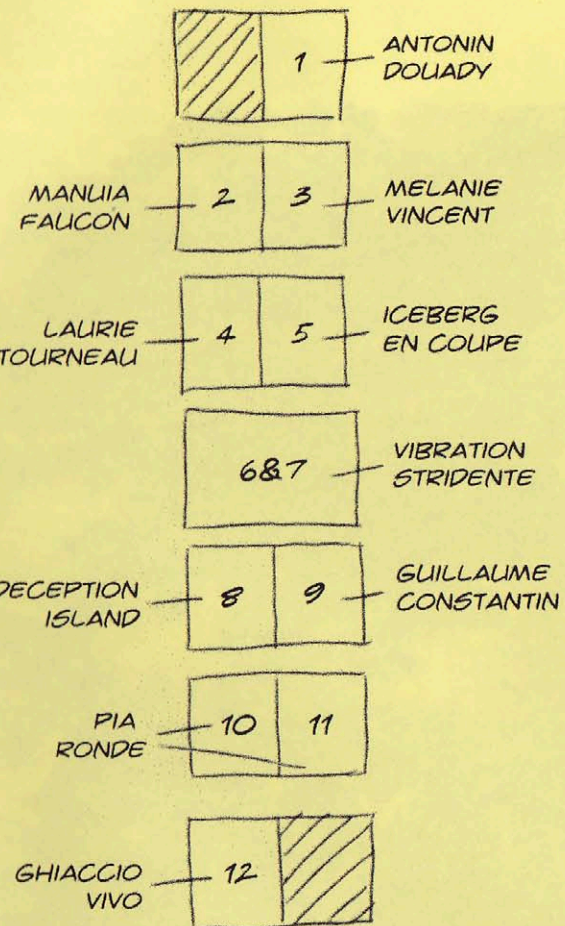 1
ANTONIN
DOUADY
MANUIA
FAUCON
2
3
MELANIE
VINCENT
LAURIE
TOURNEAU
4
5
ICEBERG
EN COUPE
6&7
VIBRATION
STRIDENTE
DECEPTION
ISLAND
8
9
GUILLAUME
CONSTANTIN
PIA
RONDE
10
11
GHIACCIO
VIVO
12